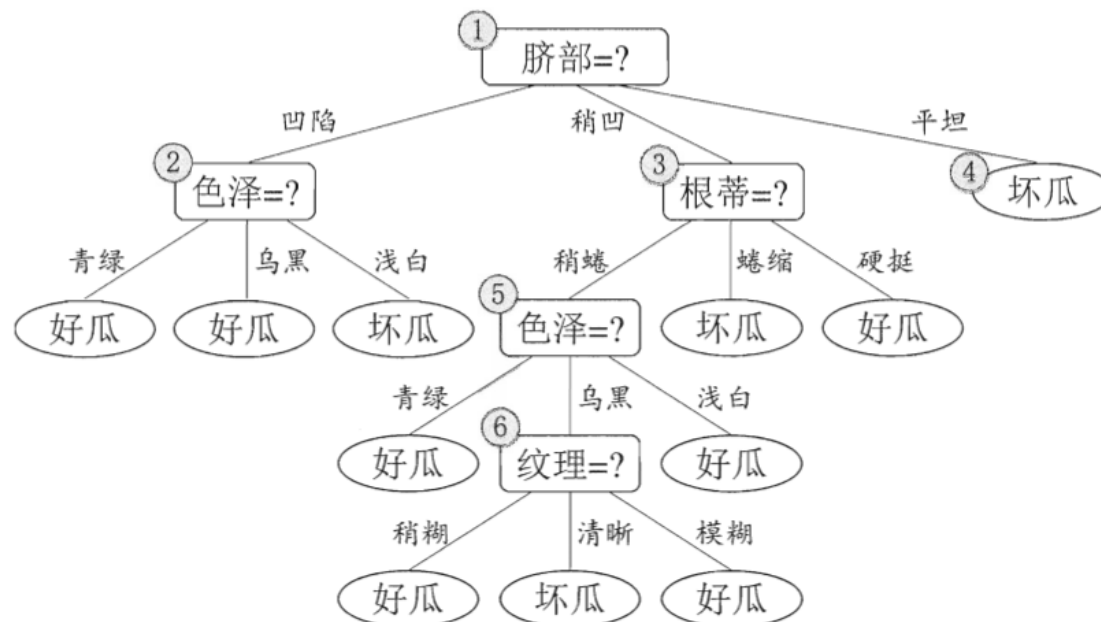 ① 脐部=?
凹陷 稍凹 平坦
② 色泽=? ③ 根蒂=? ④ 坏瓜
青绿 乌黑 浅白 稍蜷 蜷缩 硬挺
好瓜 好瓜 坏瓜 ⑤ 色泽=? 坏瓜 好瓜
青绿 乌黑 浅白
好瓜 ⑥ 纹理=? 好瓜
稍糊 清晰 模糊
好瓜 坏瓜 好瓜